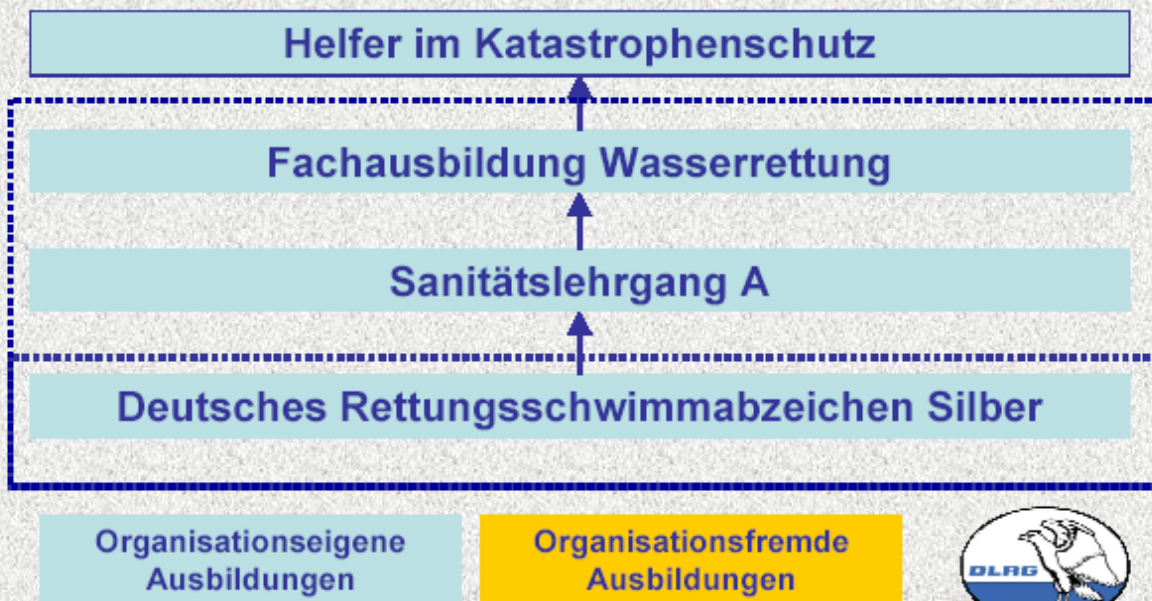 Helfer im Katastrophenschutz
Fachausbildung Wasserrettung
Sanitätslehrgang A
Deutsches Rettungsschwimmabzeichen Silber
Organisationseigene
Ausbildungen
Organisationsfremde
Ausbildungen
DLRG